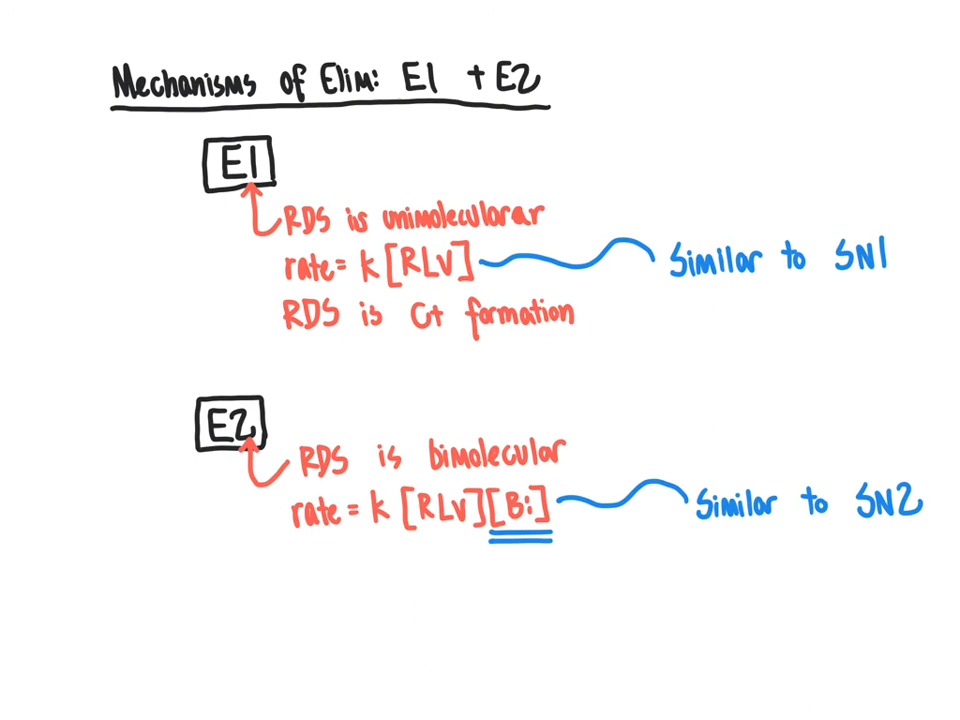 Mechanisms of Elim: E1 + E2
E1
RDS is unimolecularar
rate = k [RLV] Similar to SN1
RDS is C+ formation
E2
RDS is bimolecular
rate = k [RLV][B:] Similar to SN2